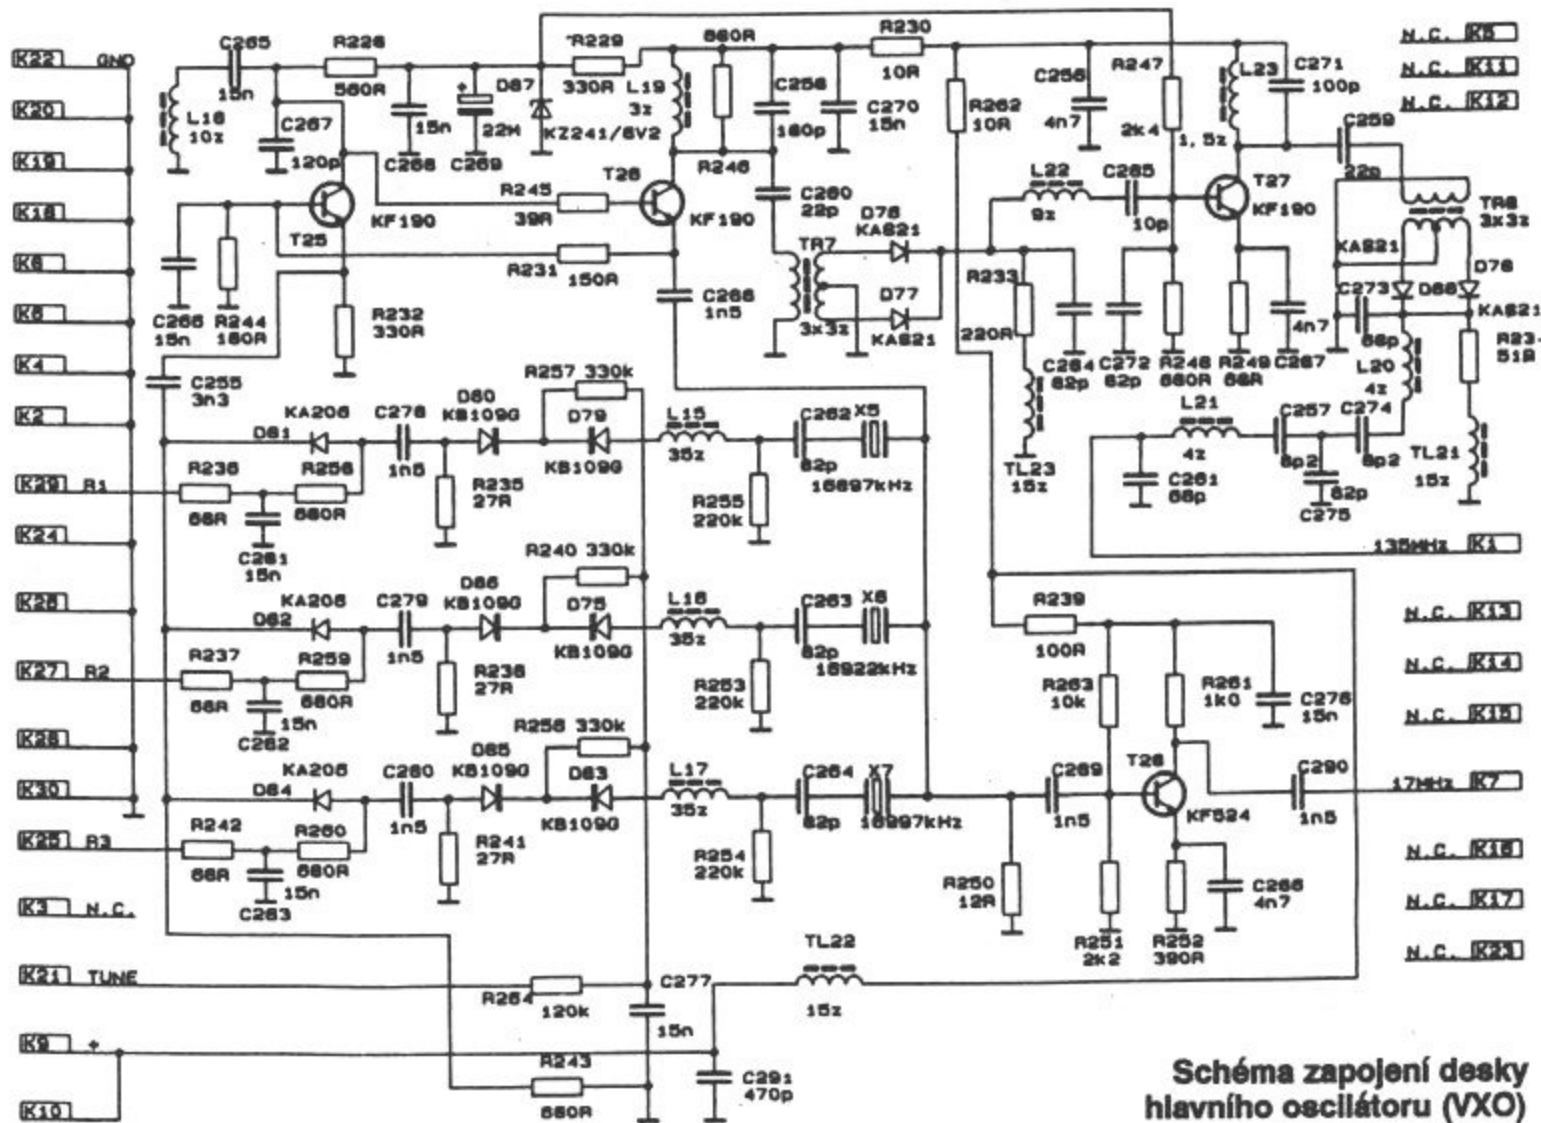 K22 GND
K20
K19
K18
K8
K6
K4
K2
K29 R1
K24
K26
K27 R2
K28
K30
K25 R3
K3 N.C.
K21 TUNE
K9 +
K10
C265
15n
L18
10z
R228
560R
C267
120p
15n
C268
+
22M
C269
D87
KZ241/6V2
R229
330R
L19
3z
680R
R246
C258
180p
C270
15n
R230
10R
R262
10R
C256
4n7
R247
2k4
L23
1,5z
C271
100p
N.C. K5
N.C. K11
N.C. K12
C259
22p
TR8
3x3z
KAS21
D76
KAS21
D88
C273
68p
L20
4z
51R
T25
KF190
R245
39R
T26
KF190
R231
150R
C260
22p
TR7
3x3z
D76
KAS21
D77
KAS21
L22
9z
C285
10p
T27
KF190
R233
220R
C264
82p
C272
82p
R248
680R
R249
68R
4n7
C287
C266
15n
R244
180R
R232
330R
C266
1n5
C255
3n3
TL23
15z
L21
4z
C257
8p2
C274
8p2
C261
68p
82p
C275
TL21
15z
135MHz K1
KA206
D81
C278
1n5
D80
KB109G
R257 330k
D79
KB109G
L15
35z
C262
82p
X5
16897kHz
R236
68R
R258
680R
C281
15n
R235
27R
R255
220k
KA206
D82
C279
1n5
D86
KB109G
R240 330k
D75
KB109G
L16
35z
C263
82p
X6
16922kHz
R237
68R
R259
680R
15n
C282
R238
27R
R253
220k
KA206
D84
C280
1n5
D85
KB109G
R256 330k
D83
KB109G
L17
35z
C254
82p
X7
16997kHz
R242
68R
R260
680R
15n
C283
R241
27R
R254
220k
R239
100R
R263
10k
R261
1k0
C276
15n
N.C. K13
N.C. K14
N.C. K15
C289
1n5
T28
KF524
C290
1n5
17MHz K7
R250
12R
R251
2k2
R252
390R
C286
4n7
N.C. K16
N.C. K17
N.C. K23
TL22
15z
R264
120k
C277
15n
R243
680R
C291
470p
Schéma zapojení desky
hlavního oscilátoru (VXO)